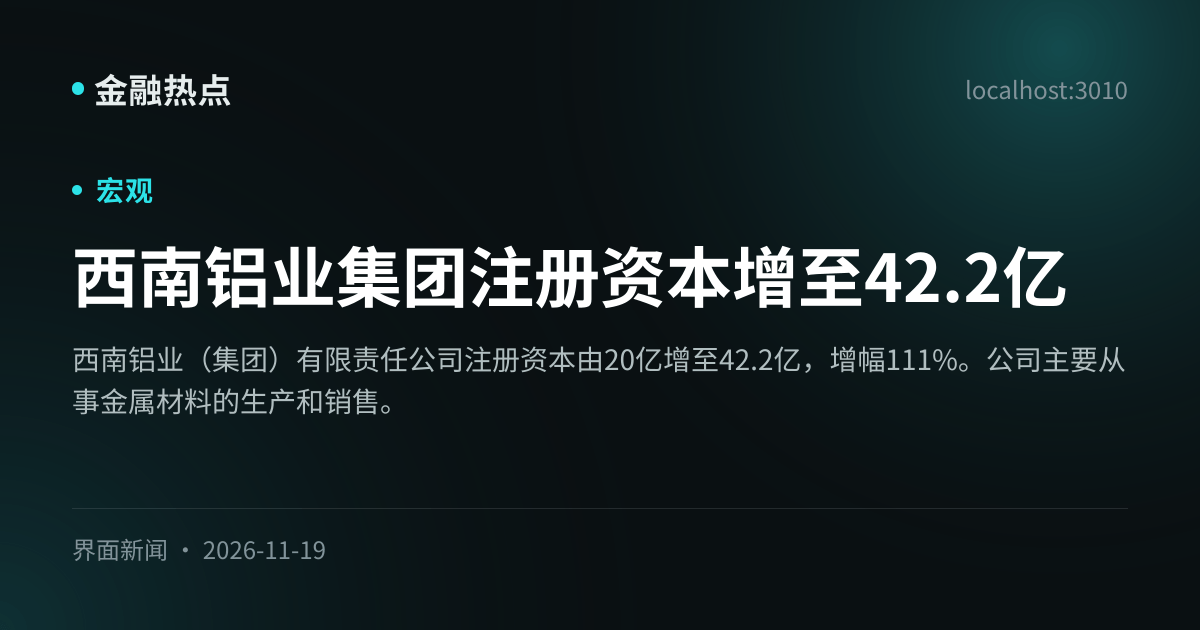 金融热点
localhost:3010
宏观
西南铝业集团注册资本增至42.2亿
西南铝业（集团）有限责任公司注册资本由20亿增至42.2亿，增幅111%。公司主要从
事金属材料的生产和销售。
界面新闻 • 2026-11-19